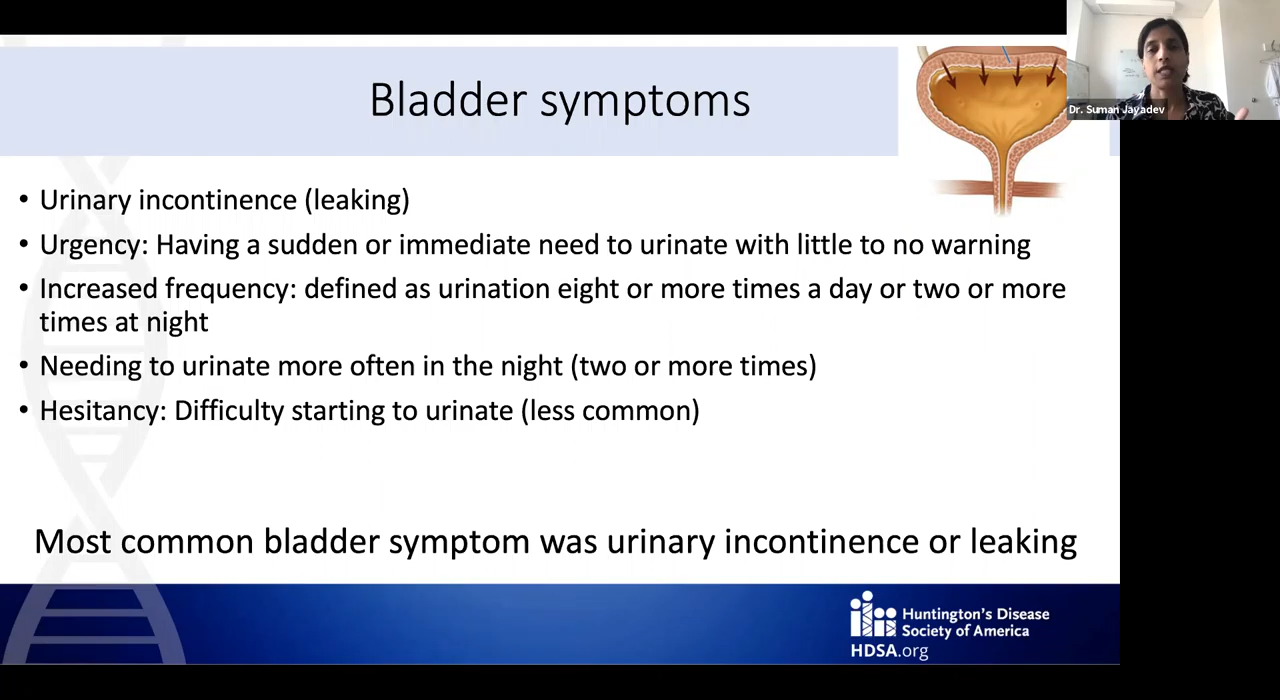 Bladder symptoms
Dr. Suman Jayadev
• Urinary incontinence (leaking)
• Urgency: Having a sudden or immediate need to urinate with little to no warning
• Increased frequency: defined as urination eight or more times a day or two or more
times at night
• Needing to urinate more often in the night (two or more times)
• Hesitancy: Difficulty starting to urinate (less common)
Most common bladder symptom was urinary incontinence or leaking
Huntington's Disease
Society of America
HDSA.org